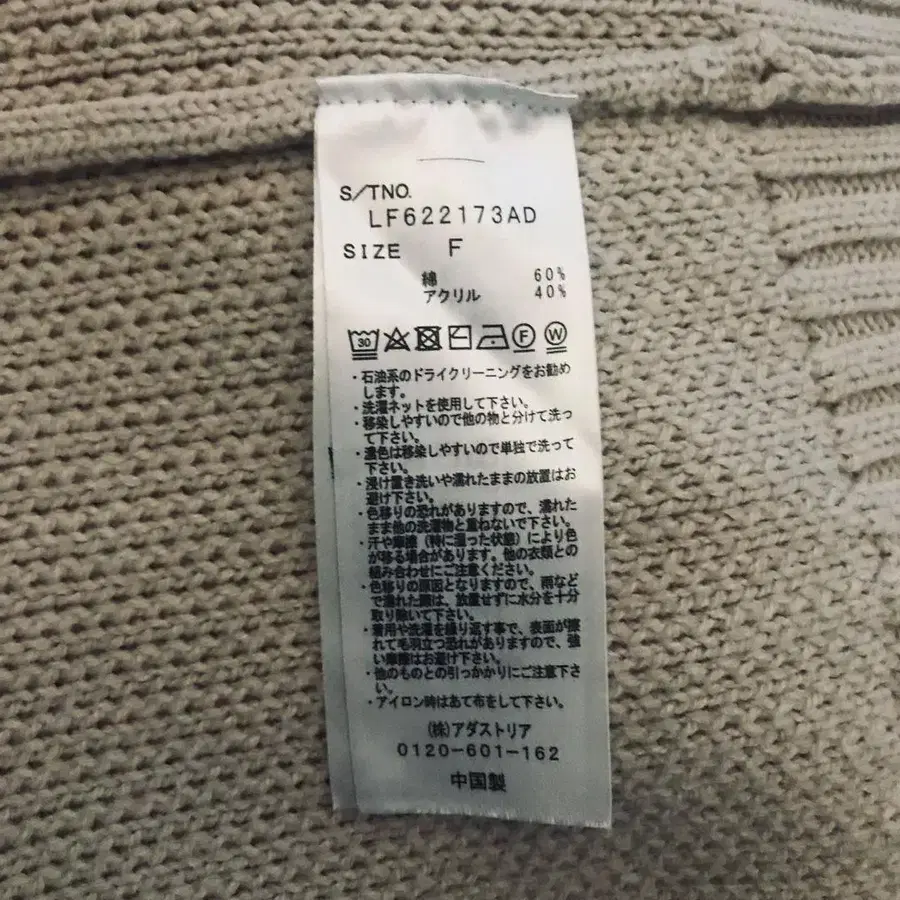 S/TNO.
LF622173AD
SIZE F
綿 60%
アクリル 40%
30 F W
・石油系のドライクリーニングをお勧め
します。
・洗濯ネットを使用して下さい。
・移染しやすいので他の物と分けて洗っ
て下さい。
・濃色は移染しやすいので単独で洗って
下さい。
・浸け置き洗いや濡れたままの放置はお
避け下さい。
・色移りの恐れがありますので、濡れた
まま他の洗濯物と重ねないで下さい。
・汗や摩擦（特に湿った状態）により色
が移る場合があります。他の衣類との
組み合わせにご注意ください。
・色移りの原因となりますので、雨など
で濡れた際は、放置せずに水分を十分
取り除いて下さい。
・着用や洗濯を繰り返す事で、表面が擦
れて毛羽立つ恐れがありますので、強
い摩擦はお避け下さい。
・他のものとの引っかかりにご注意下さ
い。
・アイロン時はあて布をして下さい。
(株)アダストリア
0120-601-162
中国製